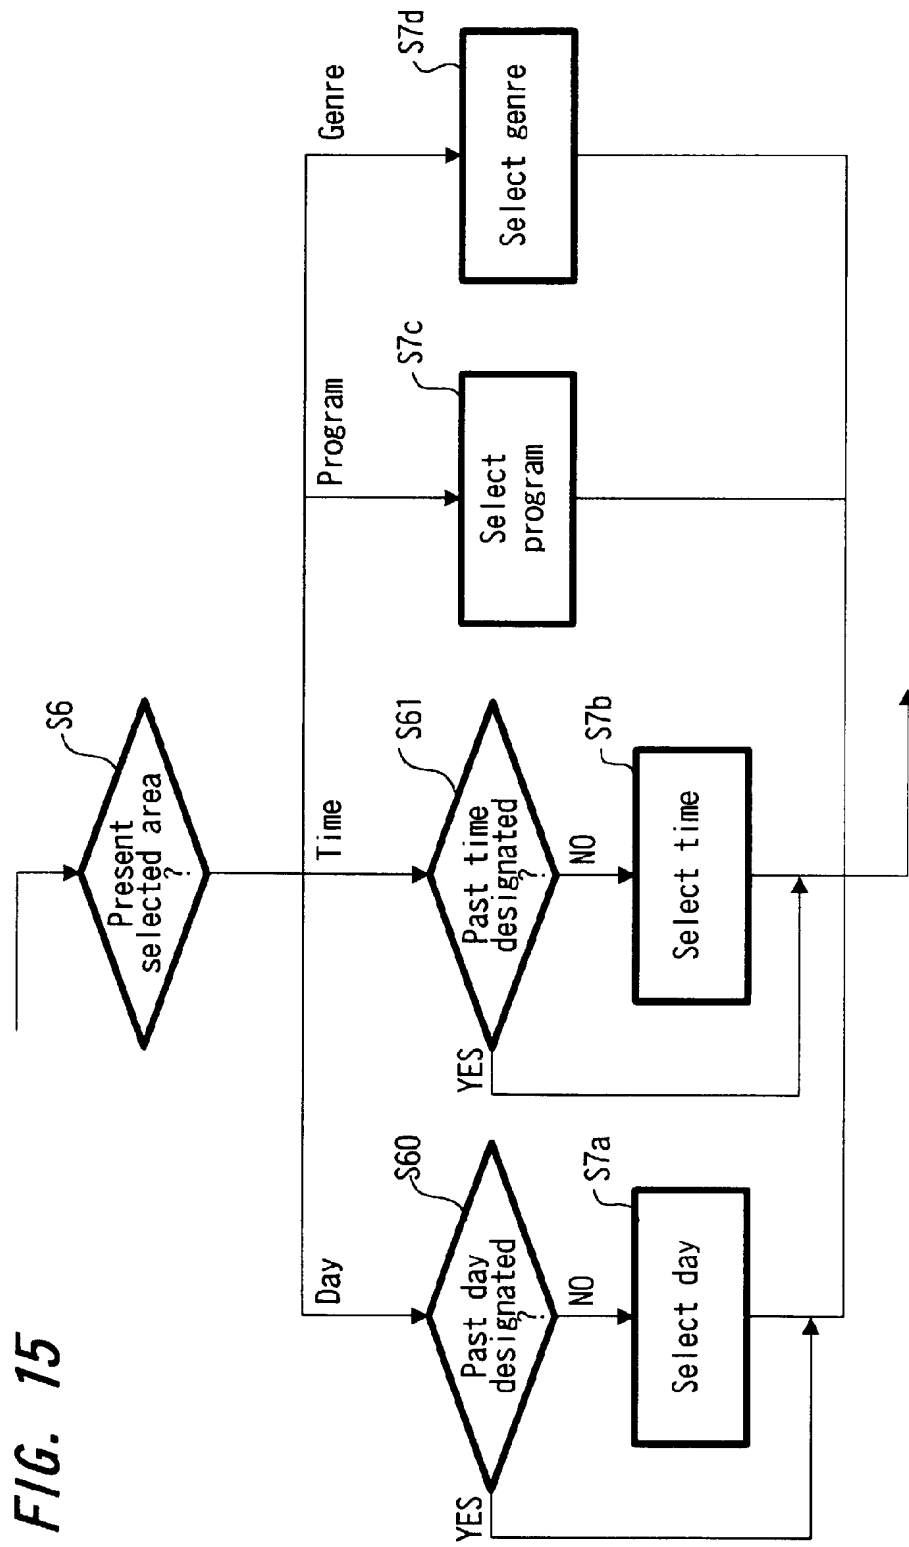 FIG. 15
S6
Present
selected area
?
Day
Time
Program
Genre
S60
Past day
designated
?
YES
NO
S7a
Select day
S61
Past time
designated
?
YES
NO
S7b
Select time
S7c
Select
program
S7d
Select genre